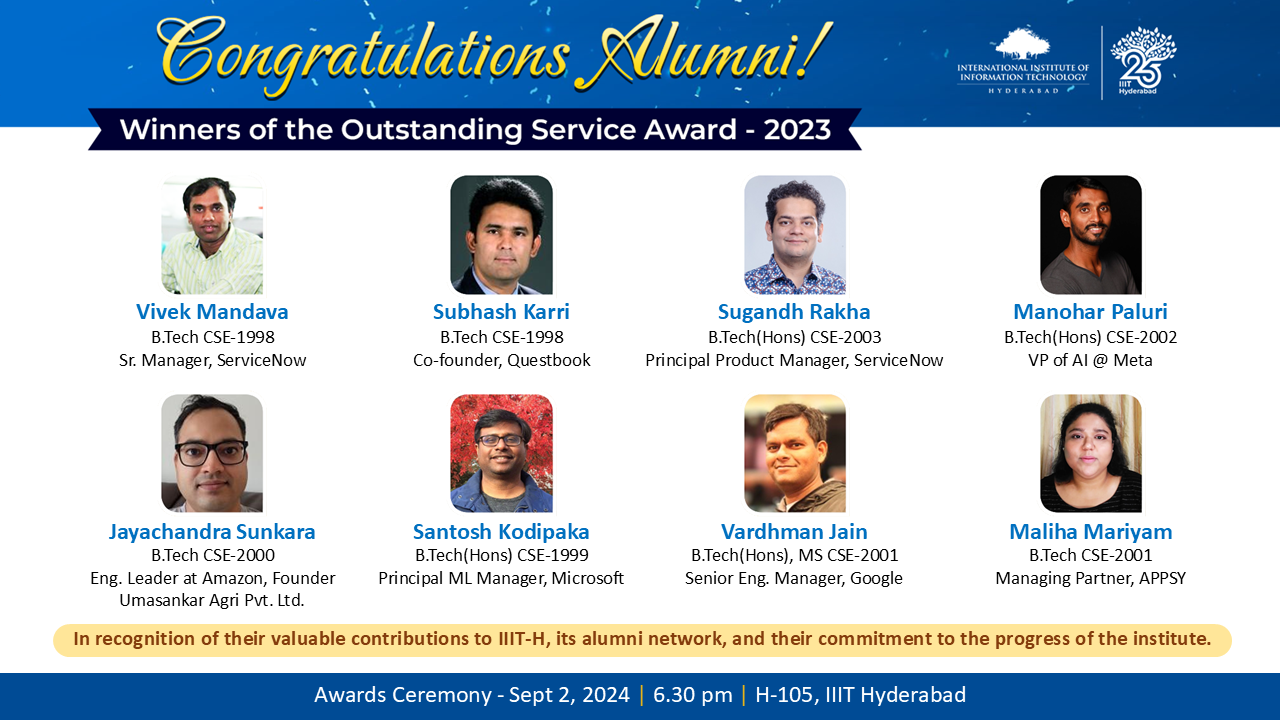 Congratulations Alumni!
INTERNATIONAL INSTITUTE OF
INFORMATION TECHNOLOGY
HYDERABAD
25
IIIT
Hyderabad
Winners of the Outstanding Service Award - 2023
Vivek Mandava
B.Tech CSE-1998
Sr. Manager, ServiceNow
Subhash Karri
B.Tech CSE-1998
Co-founder, Questbook
Sugandh Rakha
B.Tech(Hons) CSE-2003
Principal Product Manager, ServiceNow
Manohar Paluri
B.Tech(Hons) CSE-2002
VP of AI @ Meta
Jayachandra Sunkara
B.Tech CSE-2000
Eng. Leader at Amazon, Founder
Umasankar Agri Pvt. Ltd.
Santosh Kodipaka
B.Tech(Hons) CSE-1999
Principal ML Manager, Microsoft
Vardhman Jain
B.Tech(Hons), MS CSE-2001
Senior Eng. Manager, Google
Maliha Mariyam
B.Tech CSE-2001
Managing Partner, APPSY
In recognition of their valuable contributions to IIIT-H, its alumni network, and their commitment to the progress of the institute.
Awards Ceremony - Sept 2, 2024 | 6.30 pm | H-105, IIIT Hyderabad